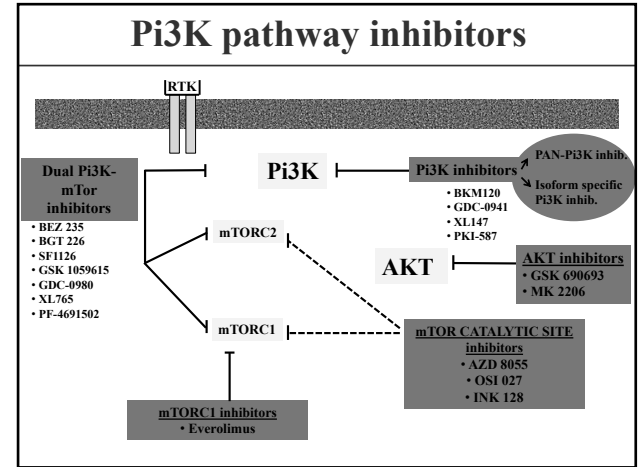 Pi3K pathway inhibitors
RTK
Dual Pi3K-
mTor
inhibitors
• BEZ 235
• BGT 226
• SF1126
• GSK 1059615
• GDC-0980
• XL765
• PF-4691502
Pi3K
Pi3K inhibitors
PAN-Pi3K inhib.
Isoform specific
Pi3K inhib.
• BKM120
• GDC-0941
• XL147
• PKI-587
mTORC2
AKT
AKT inhibitors
• GSK 690693
• MK 2206
mTORC1
mTOR CATALYTIC SITE
inhibitors
• AZD 8055
• OSI 027
• INK 128
mTORC1 inhibitors
• Everolimus